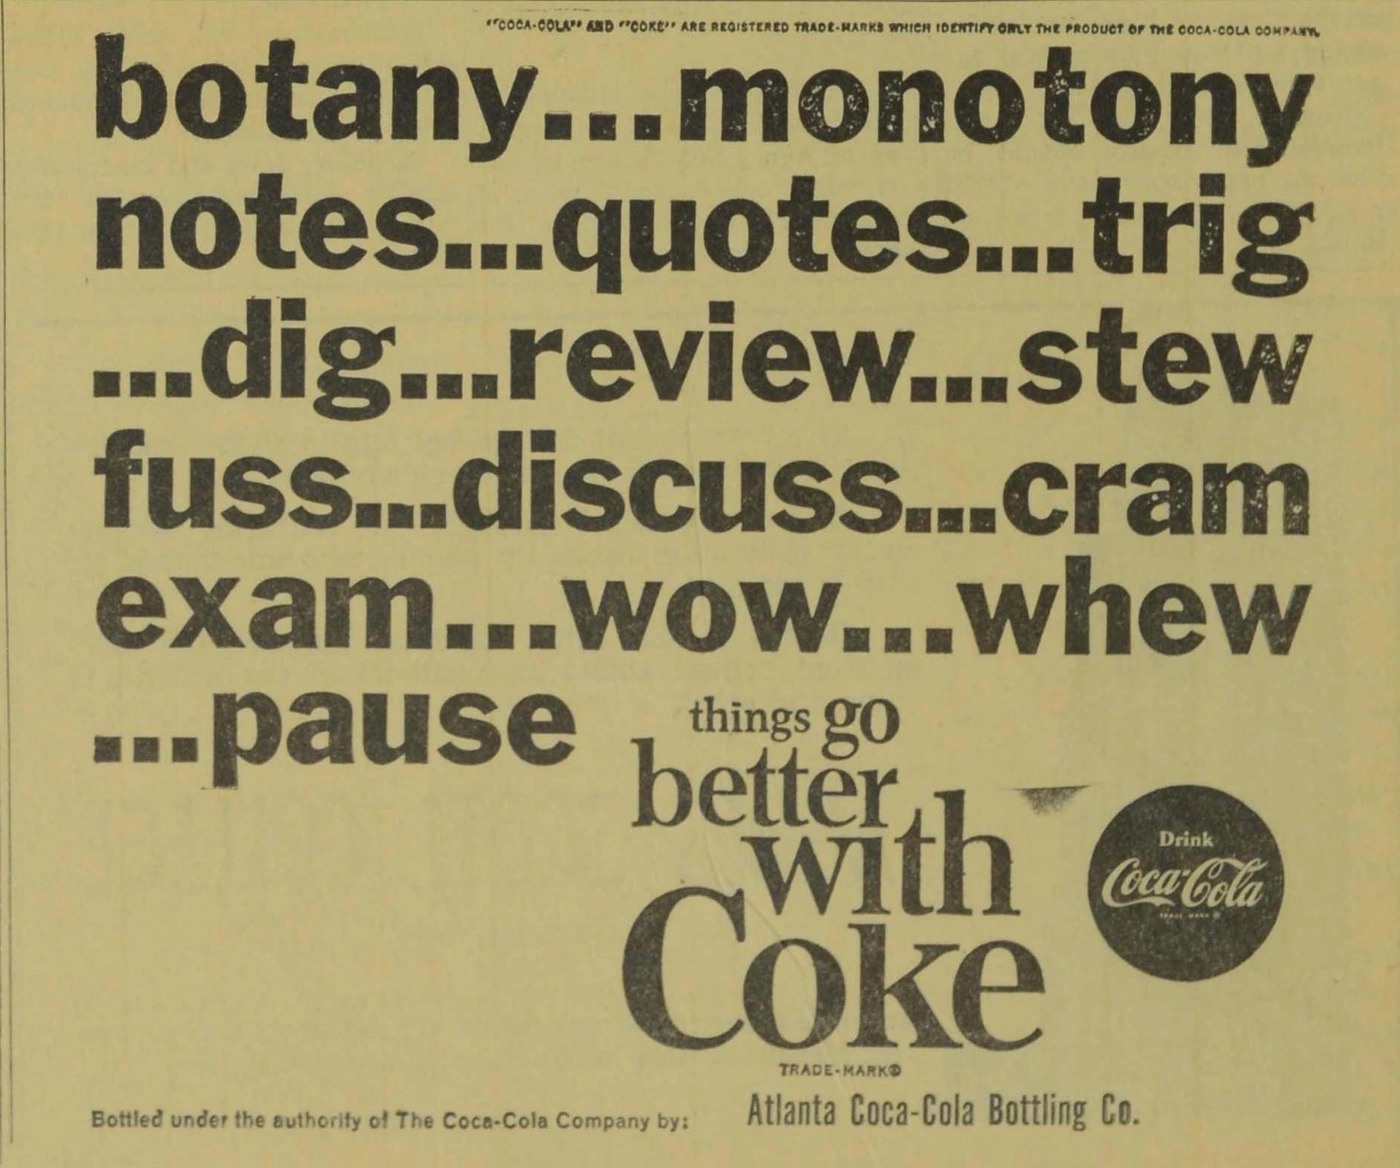 "COCA-COLA" AND "COKE" ARE REGISTERED TRADE-MARKS WHICH IDENTIFY ONLY THE PRODUCT OF THE COCA-COLA COMPANY.
botany...monotony
notes...quotes...trig
...dig...review...stew
fuss...discuss...cram
exam...wow...whew
...pause
things go
better
with
Coke
TRADE-MARK®
Drink
Coca-Cola
TRADE MARK ®
Bottled under the authority of The Coca-Cola Company by: Atlanta Coca-Cola Bottling Co.